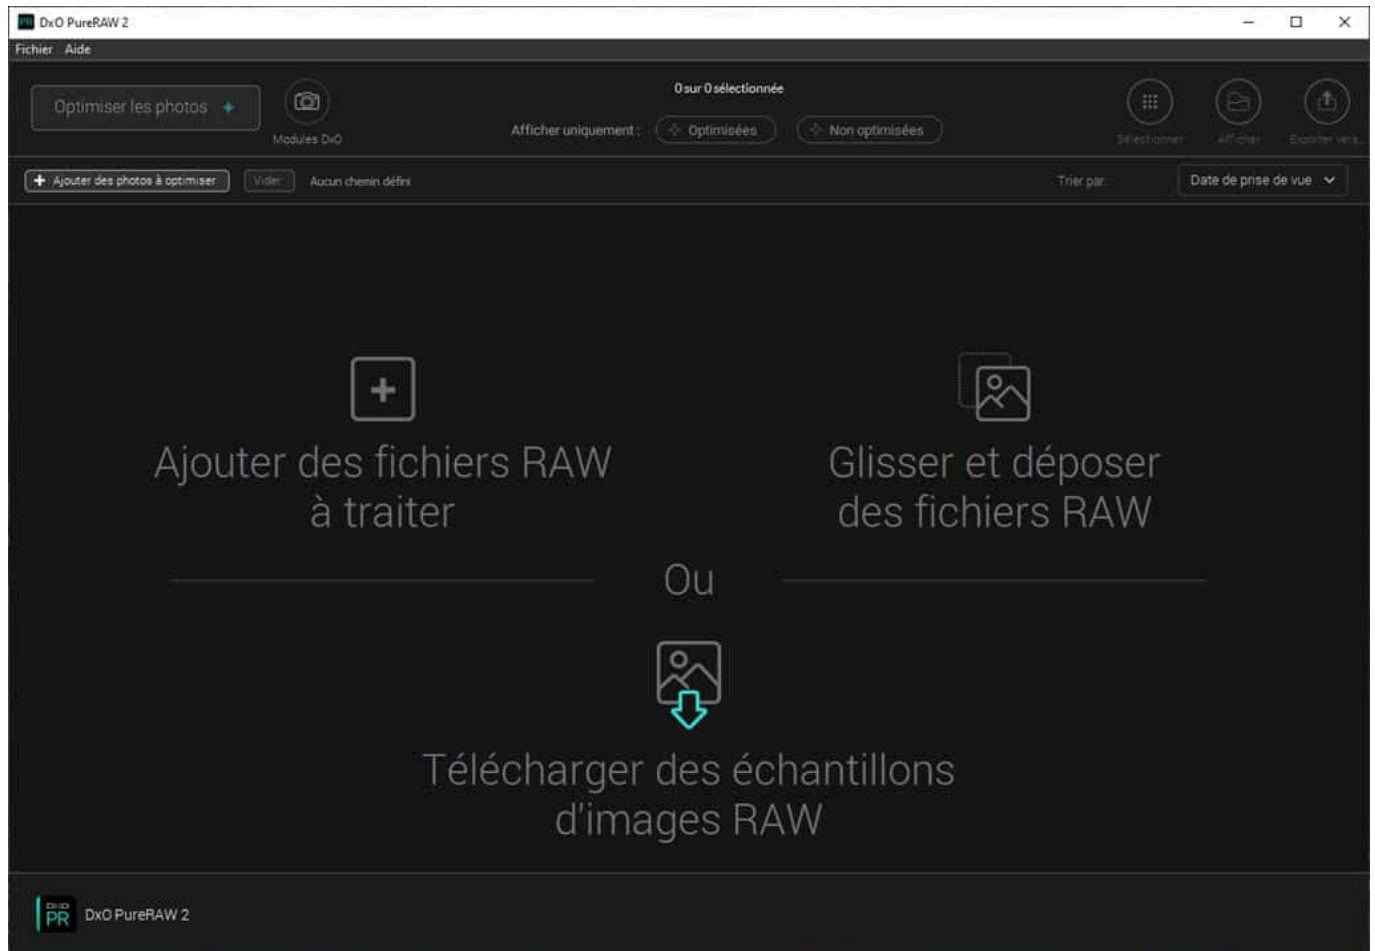 DxO PureRAW 2
Fichier Aide
Optimiser les photos
Modules DxO
0 sur 0 sélectionnée
Afficher uniquement :
Optimisées
Non optimisées
Sélectionner
Afficher
Exporter vers...
Ajouter des photos à optimiser
Vider
Aucun chemin défini
Trier par
Date de prise de vue
Ajouter des fichiers RAW
à traiter
Glisser et déposer
des fichiers RAW
Ou
Télécharger des échantillons
d'images RAW
DXO
PR
DxO PureRAW 2